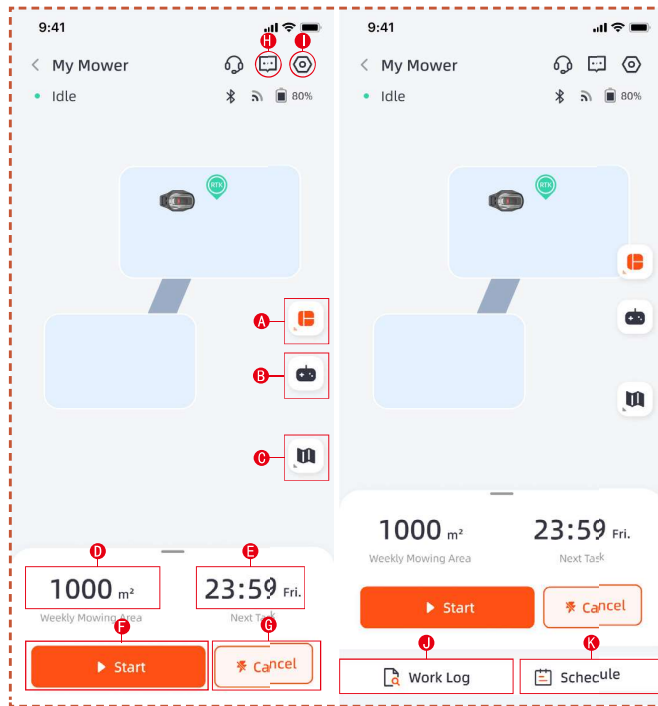 9:41
H
I
My Mower
Idle
80%
RTK
A
B
C
D
E
1000 m²
23:59 Fri.
Weekly Mowing Area
Next Task
F
G
Start
Cancel
9:41
My Mower
Idle
80%
RTK
1000 m²
23:59 Fri.
Weekly Mowing Area
Next Task
Start
Cancel
J
K
Work Log
Schecule